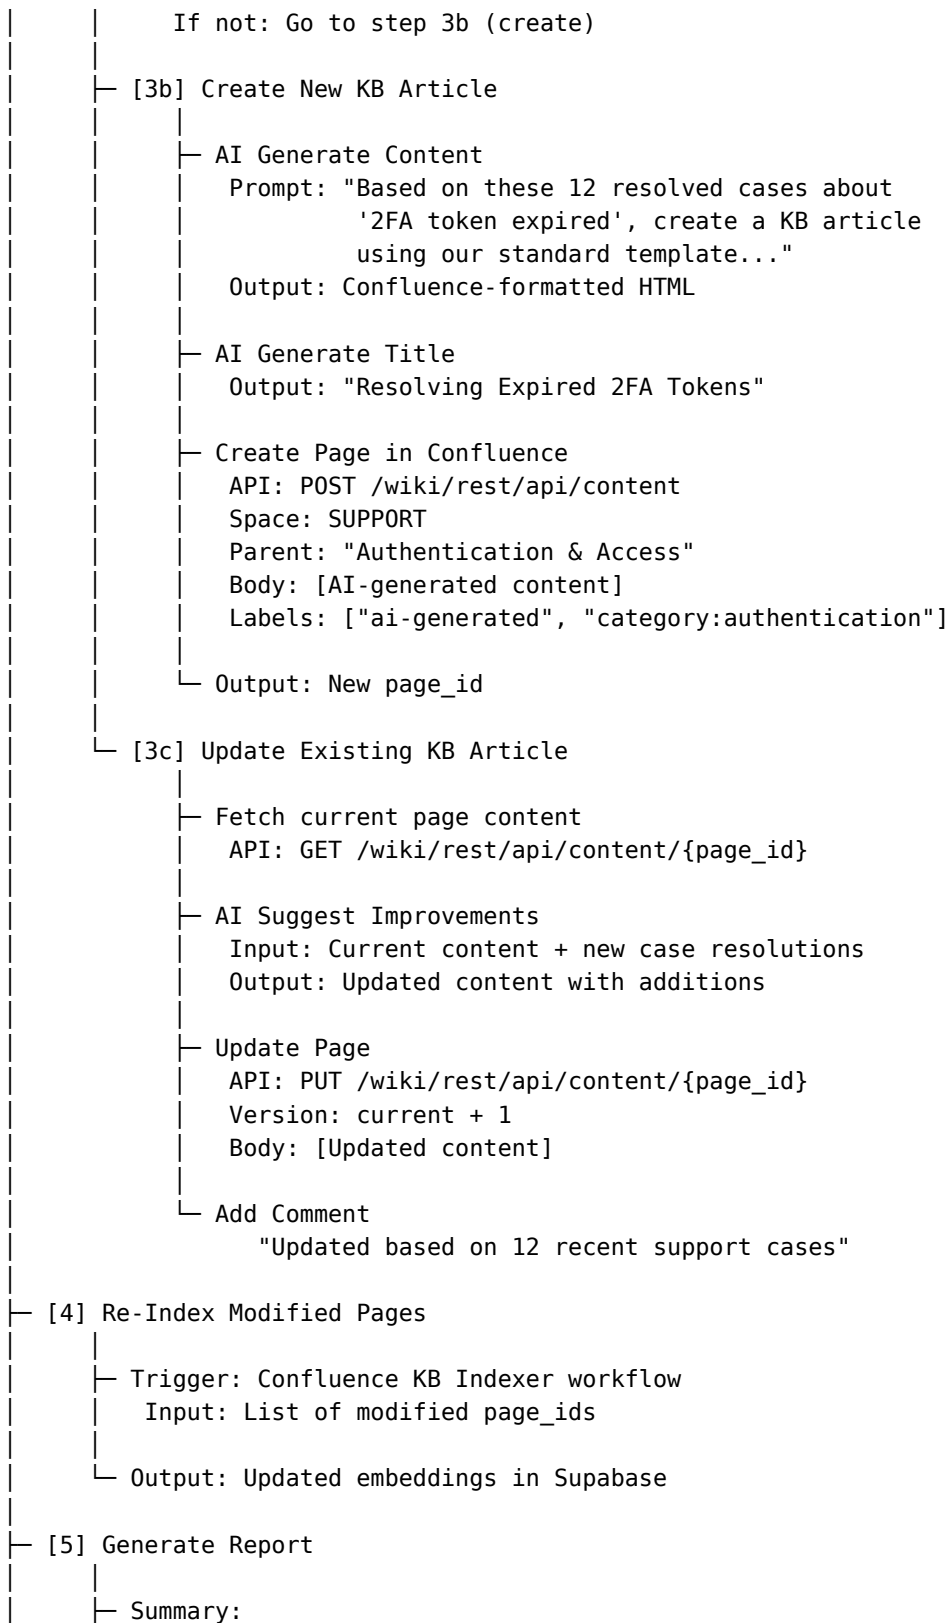 │     │     If not: Go to step 3b (create)
│     │
│     ├─ [3b] Create New KB Article
│     │     │
│     │     ├─ AI Generate Content
│     │     │   Prompt: "Based on these 12 resolved cases about
│     │     │            '2FA token expired', create a KB article
│     │     │            using our standard template..."
│     │     │   Output: Confluence-formatted HTML
│     │     │
│     │     ├─ AI Generate Title
│     │     │   Output: "Resolving Expired 2FA Tokens"
│     │     │
│     │     ├─ Create Page in Confluence
│     │     │   API: POST /wiki/rest/api/content
│     │     │   Space: SUPPORT
│     │     │   Parent: "Authentication & Access"
│     │     │   Body: [AI-generated content]
│     │     │   Labels: ["ai-generated", "category:authentication"]
│     │     │
│     │     └─ Output: New page_id
│     │
│     └─ [3c] Update Existing KB Article
│           │
│           ├─ Fetch current page content
│           │   API: GET /wiki/rest/api/content/{page_id}
│           │
│           ├─ AI Suggest Improvements
│           │   Input: Current content + new case resolutions
│           │   Output: Updated content with additions
│           │
│           ├─ Update Page
│           │   API: PUT /wiki/rest/api/content/{page_id}
│           │   Version: current + 1
│           │   Body: [Updated content]
│           │
│           └─ Add Comment
│                 "Updated based on 12 recent support cases"
│
├─ [4] Re-Index Modified Pages
│     │
│     ├─ Trigger: Confluence KB Indexer workflow
│     │   Input: List of modified page_ids
│     │
│     └─ Output: Updated embeddings in Supabase
│
├─ [5] Generate Report
│     │
│     ├─ Summary: